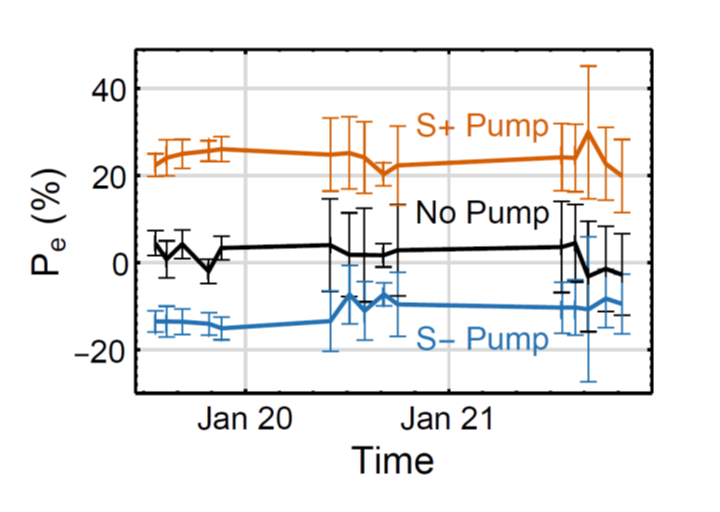 40
S+ Pump
20
No Pump
0
S− Pump
−20
Pe (%)
Jan 20 Jan 21
Time